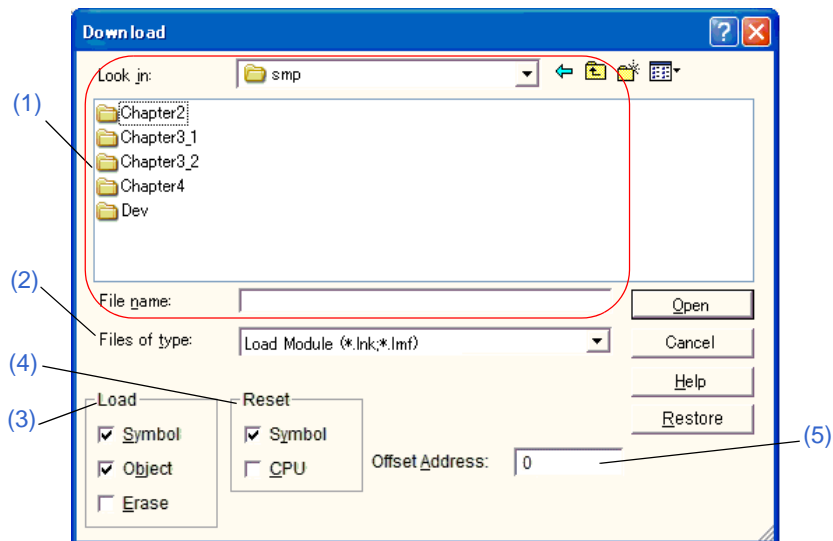 Download
Look in:
smp
(1)
Chapter2
Chapter3_1
Chapter3_2
Chapter4
Dev
(2)
File name:
Open
Files of type:
Load Module (*.lnk;*.lmf)
Cancel
(4)
Help
Load
Reset
Restore
(3)
Symbol
Symbol
(5)
Object
CPU
Offset Address:
0
Erase